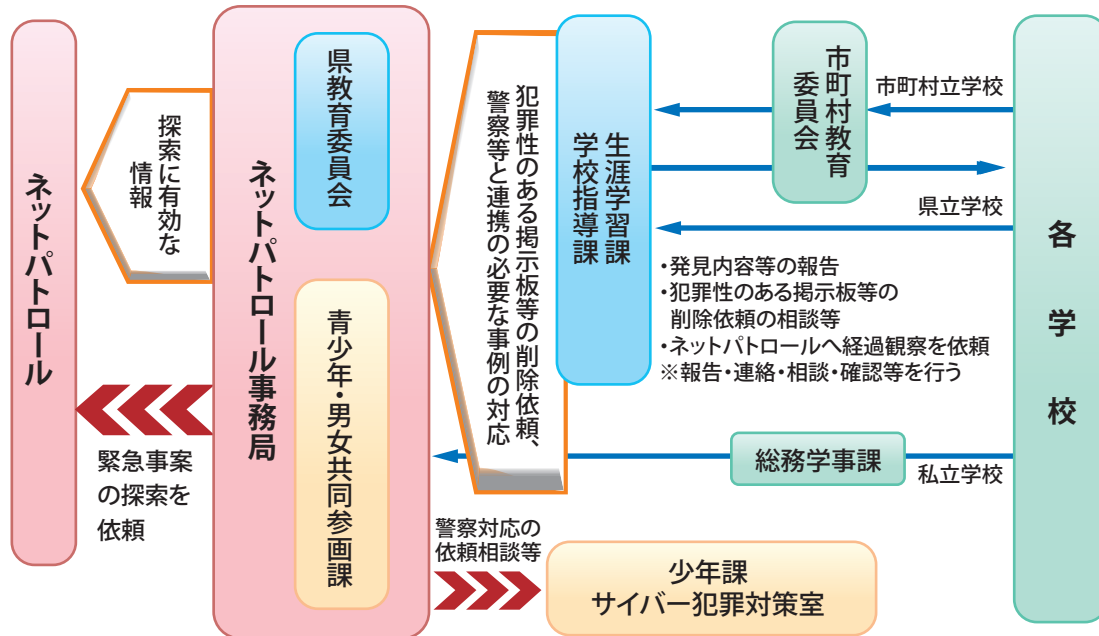 ネットパトロール
探索に有効な
情報
緊急事案
の探索を
依頼
ネットパトロール事務局
県教育委員会
青少年・男女共同参画課
犯罪性のある掲示板等の削除依頼、
警察等と連携の必要な事例の対応
警察対応の
依頼相談等
少年課
サイバー犯罪対策室
生涯学習課
学校指導課
市町村教育
委員会
市町村立学校
県立学校
・発見内容等の報告
・犯罪性のある掲示板等の
削除依頼の相談等
・ネットパトロールへ経過観察を依頼
※報告・連絡・相談・確認等を行う
総務学事課
私立学校
各学校